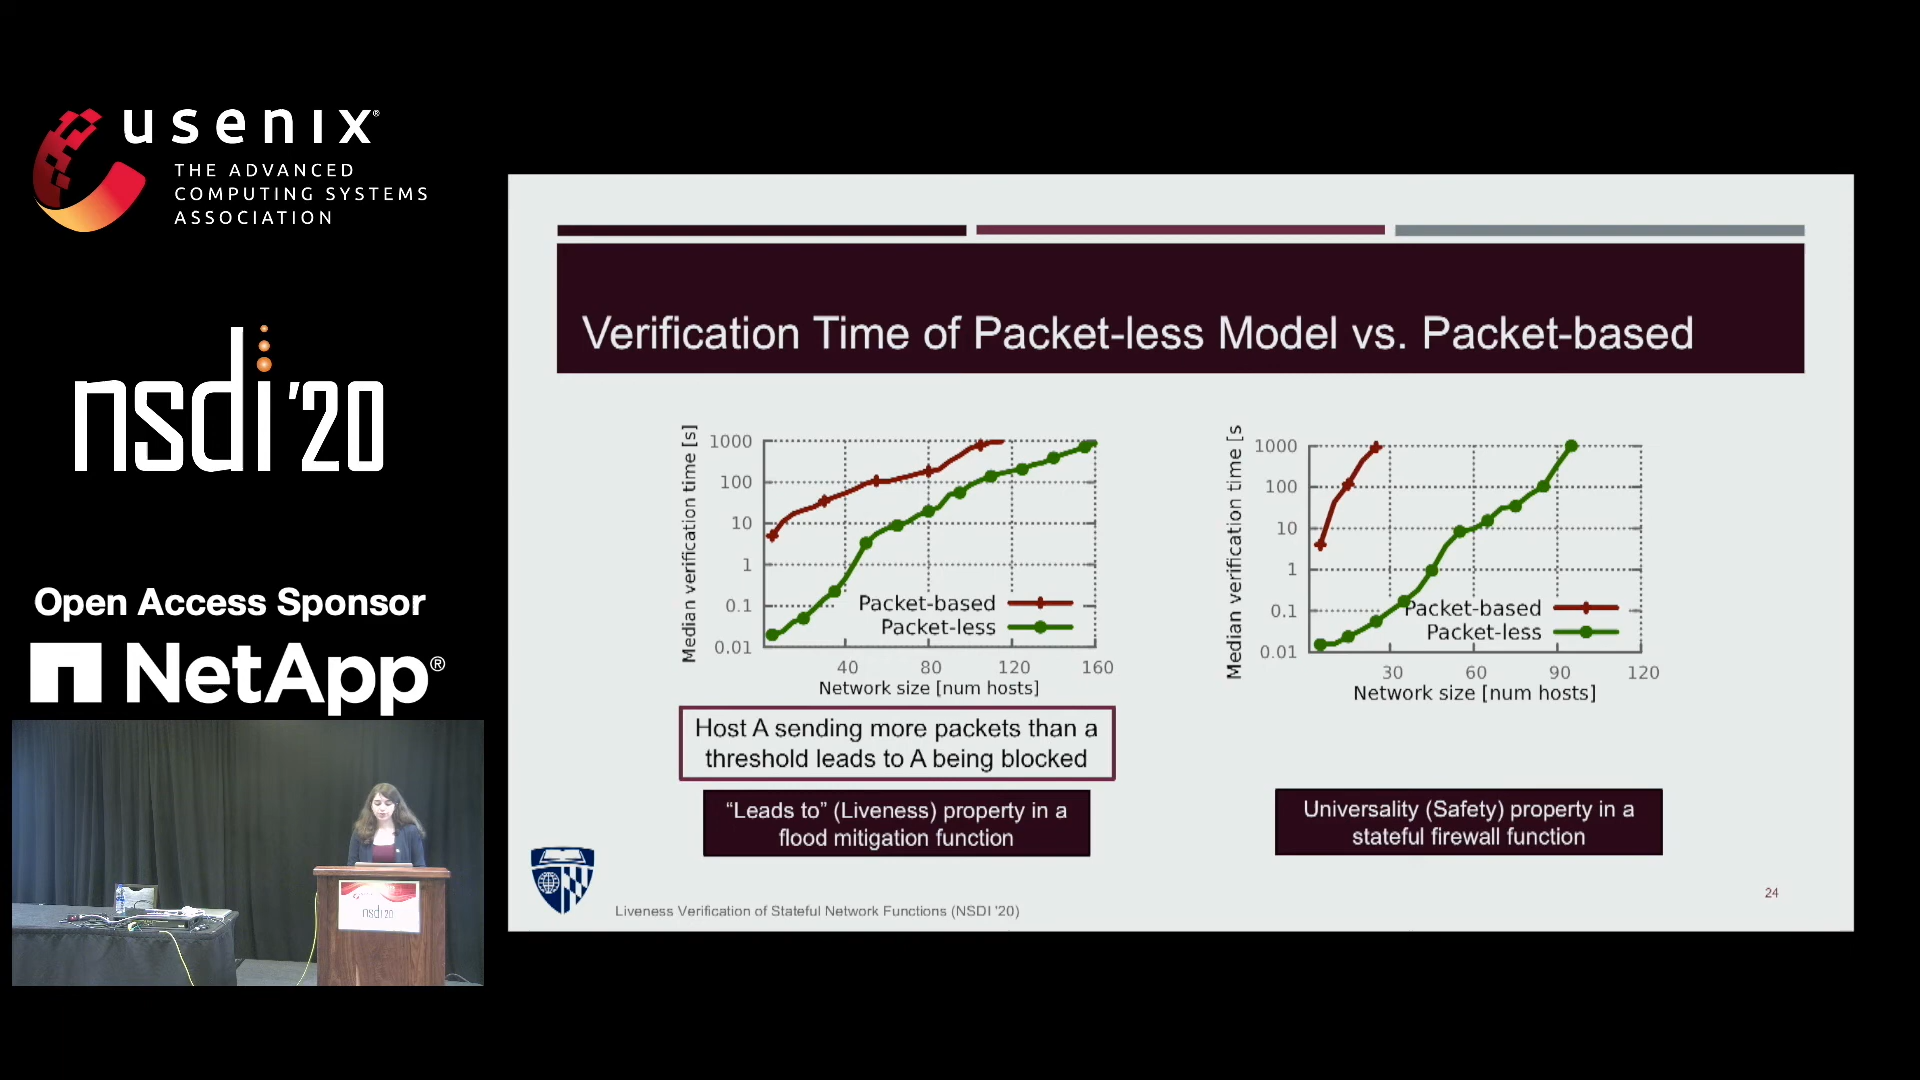 usenix®
THE ADVANCED
COMPUTING SYSTEMS
ASSOCIATION
nsdi '20
Open Access Sponsor
NetApp®
nsdi'20
Verification Time of Packet-less Model vs. Packet-based
Median verification time [s]
1000
100
10
1
0.1
0.01
Packet-based
Packet-less
40 80 120 160
Network size [num hosts]
Host A sending more packets than a
threshold leads to A being blocked
“Leads to” (Liveness) property in a
flood mitigation function
Median verification time [s
1000
100
10
1
0.1
0.01
Packet-based
Packet-less
30 60 90 120
Network size [num hosts]
Universality (Safety) property in a
stateful firewall function
Liveness Verification of Stateful Network Functions (NSDI '20)
24